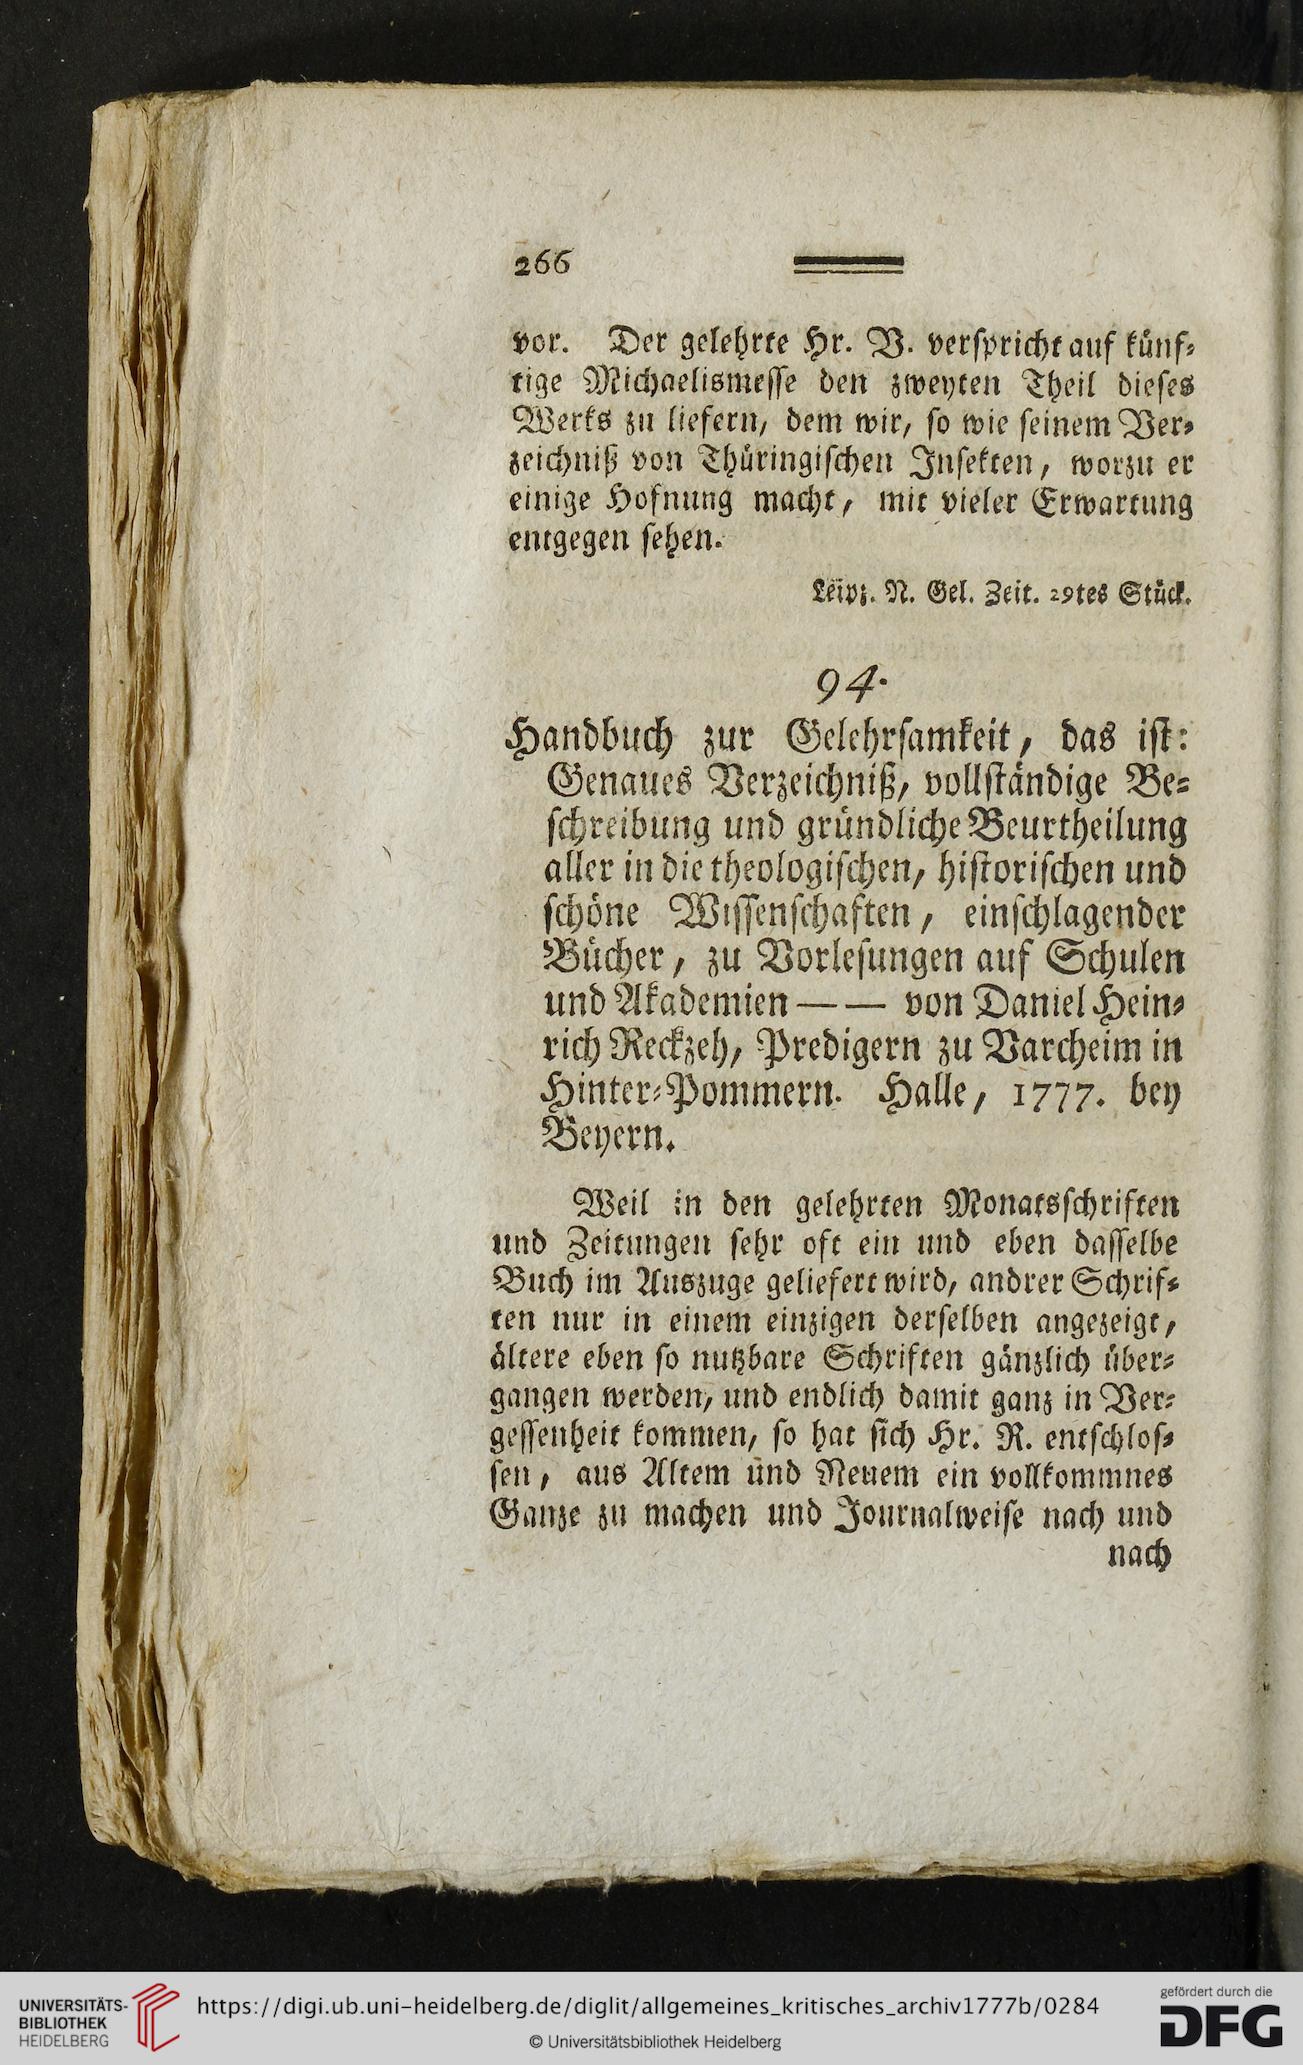 266
vor. Der gelehrte Hr. V. verspricht auf künf-
tige Michaelismesse den zweyten Theil dieses
Werks zu liefern, dem wir, so wie seinem Ver-
zeichniß von Thüringischen Insekten, worzu er
einige Hofnung macht, mit vieler Erwartung
entgegen sehen.
Leipz. N. Gel. Zeit. 29tes Stück.
94.
Handbuch zur Gelehrsamkeit, das ist:
Genaues Verzeichniß, vollständige Be-
schreibung und gründliche Beurtheilung
aller in die theologischen, historischen und
schöne Wissenschaften, einschlagender
Bücher, zu Vorlesungen auf Schulen
und Akademien — — von Daniel Hein-
rich Reckzeh, Predigern zu Varcheim in
Hinter-Pommern. Halle, 1777. bey
Beyern.
Weil in den gelehrten Monatsschriften
und Zeitungen sehr oft ein und eben dasselbe
Buch im Auszuge geliefert wird, andrer Schrif-
ten nur in einem einzigen derselben angezeigt,
ältere eben so nutzbare Schriften gänzlich über-
gangen werden, und endlich damit ganz in Ver-
gessenheit kommen, so hat sich Hr. R. entschlos-
sen, aus Altem und Neuem ein vollkommnes
Ganze zu machen und Journalweise nach und
nach
UNIVERSITÄTS-
BIBLIOTHEK
HEIDELBERG
https://digi.ub.uni-heidelberg.de/diglit/allgemeines_kritisches_archiv1777b/0284
© Universitätsbibliothek Heidelberg
gefördert durch die
DFG